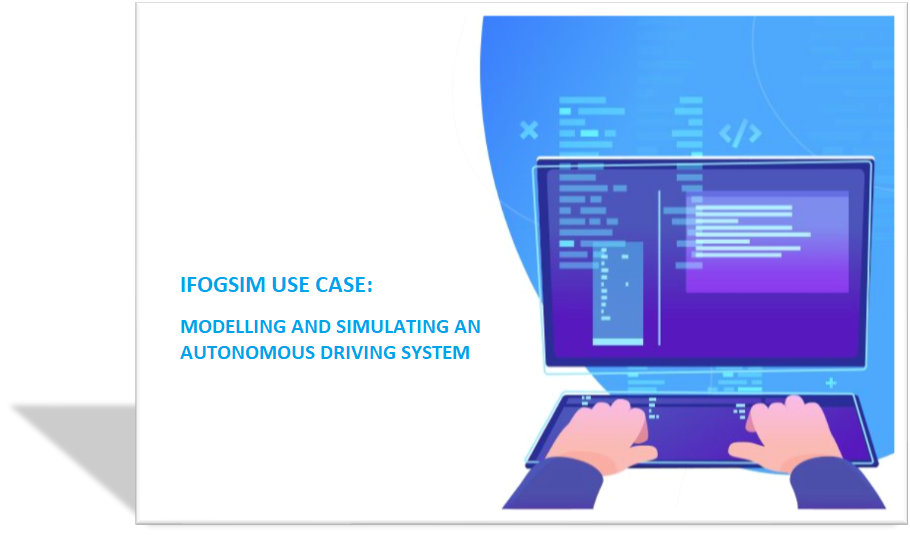 IFOGSIM USE CASE:
MODELLING AND SIMULATING AN
AUTONOMOUS DRIVING SYSTEM